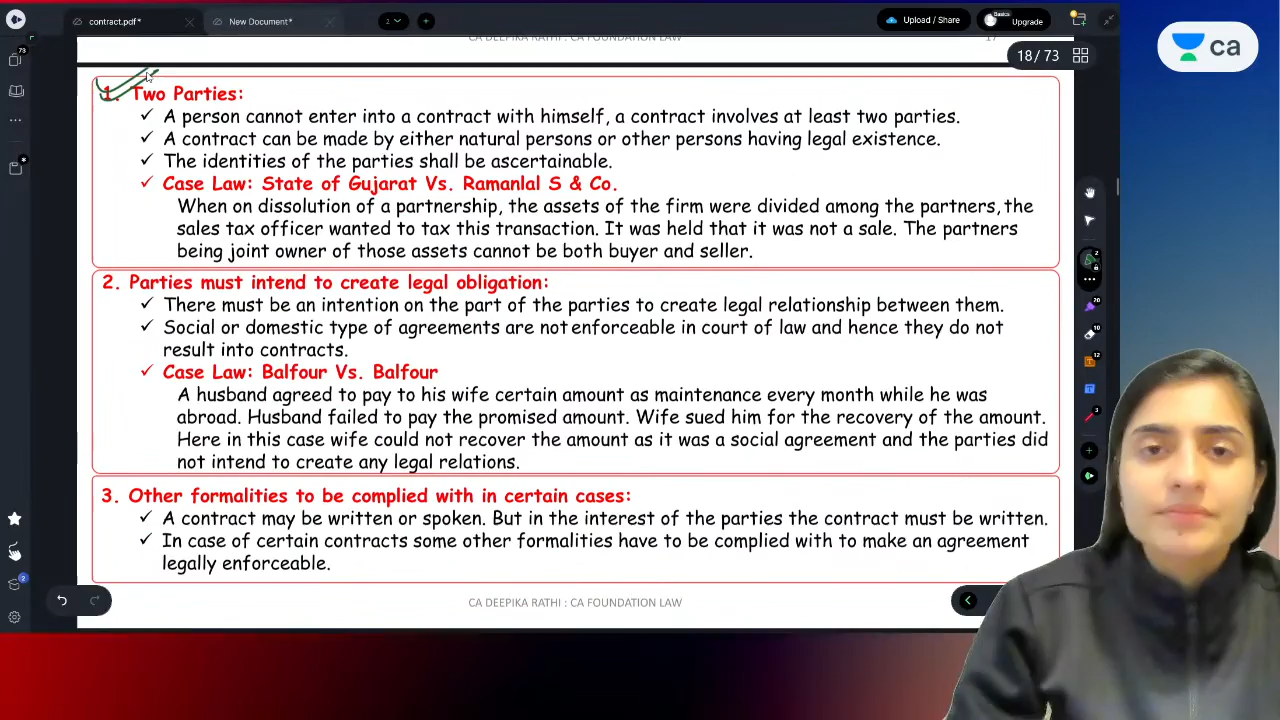 contract.pdf*
New Document*
2
Upload / Share
Basics
Upgrade
ca
73
CA DEEPIKA RATHI : CA FOUNDATION LAW
17
18 / 73
1. Two Parties:
✓ A person cannot enter into a contract with himself, a contract involves at least two parties.
✓ A contract can be made by either natural persons or other persons having legal existence.
✓ The identities of the parties shall be ascertainable.
✓ Case Law: State of Gujarat Vs. Ramanlal S & Co.
When on dissolution of a partnership, the assets of the firm were divided among the partners, the
sales tax officer wanted to tax this transaction. It was held that it was not a sale. The partners
being joint owner of those assets cannot be both buyer and seller.
2. Parties must intend to create legal obligation:
✓ There must be an intention on the part of the parties to create legal relationship between them.
✓ Social or domestic type of agreements are not enforceable in court of law and hence they do not
result into contracts.
✓ Case Law: Balfour Vs. Balfour
A husband agreed to pay to his wife certain amount as maintenance every month while he was
abroad. Husband failed to pay the promised amount. Wife sued him for the recovery of the amount.
Here in this case wife could not recover the amount as it was a social agreement and the parties did
not intend to create any legal relations.
3. Other formalities to be complied with in certain cases:
✓ A contract may be written or spoken. But in the interest of the parties the contract must be written.
✓ In case of certain contracts some other formalities have to be complied with to make an agreement
legally enforceable.
CA DEEPIKA RATHI : CA FOUNDATION LAW
2
2
20
10
12
3